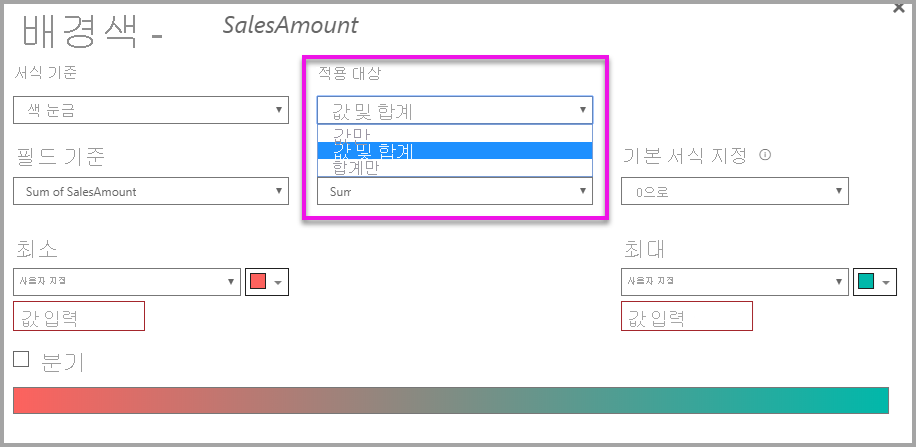 배경색 - SalesAmount
서식 기준
적용 대상
색 눈금
값 및 합계
값만
값 및 합계
합계만
필드 기준
기본 서식 지정
Sum of SalesAmount
Sum
0으로
최소
최대
사용자 지정
사용자 지정
값 입력
값 입력
분기